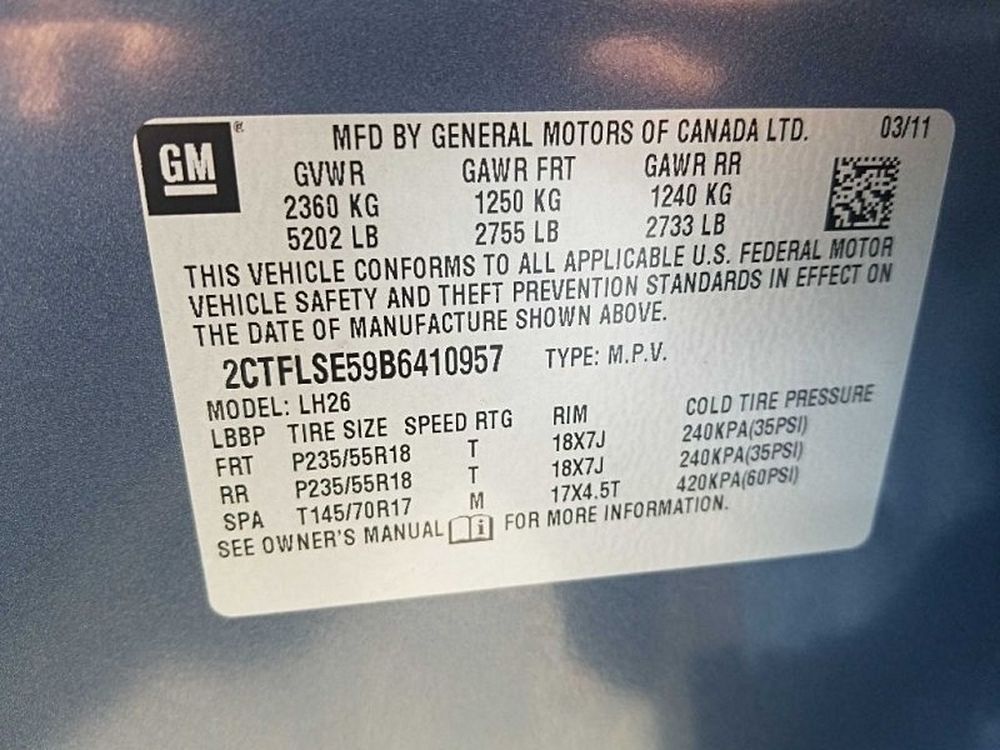 GM ®
MFD BY GENERAL MOTORS OF CANADA LTD. 03/11
GVWR GAWR FRT GAWR RR
2360 KG 1250 KG 1240 KG
5202 LB 2755 LB 2733 LB
THIS VEHICLE CONFORMS TO ALL APPLICABLE U.S. FEDERAL MOTOR
VEHICLE SAFETY AND THEFT PREVENTION STANDARDS IN EFFECT ON
THE DATE OF MANUFACTURE SHOWN ABOVE.
2CTFLSE59B6410957 TYPE: M.P.V.
MODEL: LH26
LBBP TIRE SIZE SPEED RTG RIM COLD TIRE PRESSURE
FRT P235/55R18 T 18X7J 240KPA(35PSI)
RR P235/55R18 T 18X7J 240KPA(35PSI)
SPA T145/70R17 M 17X4.5T 420KPA(60PSI)
SEE OWNER'S MANUAL FOR MORE INFORMATION.